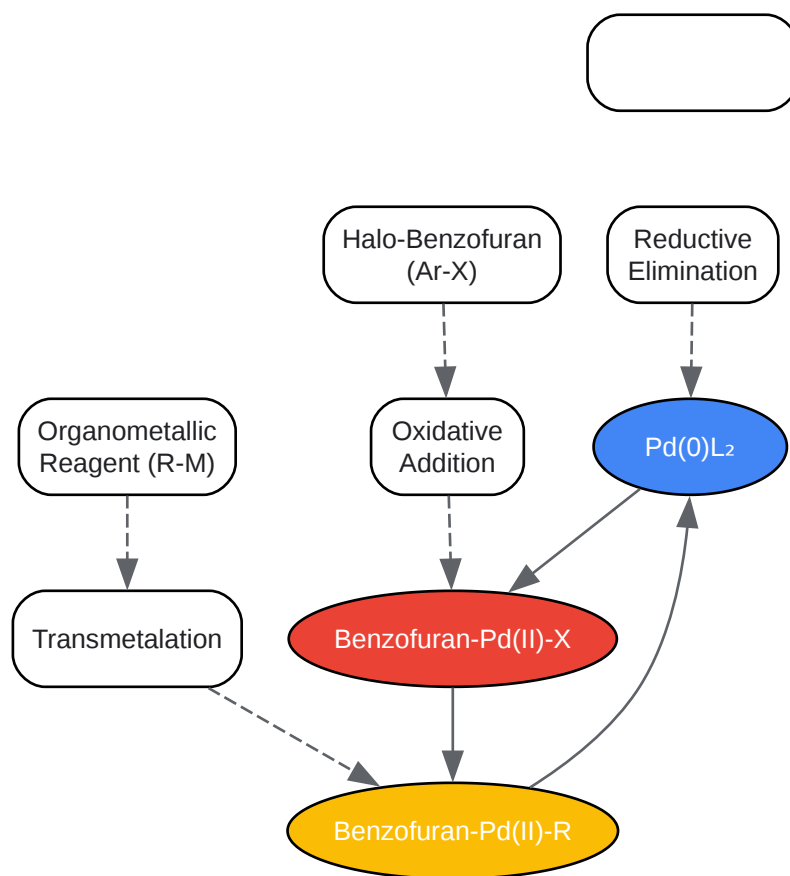 Halo-Benzofuran
(Ar-X)
Reductive
Elimination
Organometallic
Reagent (R-M)
Oxidative
Addition
Pd(0)L₂
Transmetalation
Benzofuran-Pd(II)-X
Benzofuran-Pd(II)-R